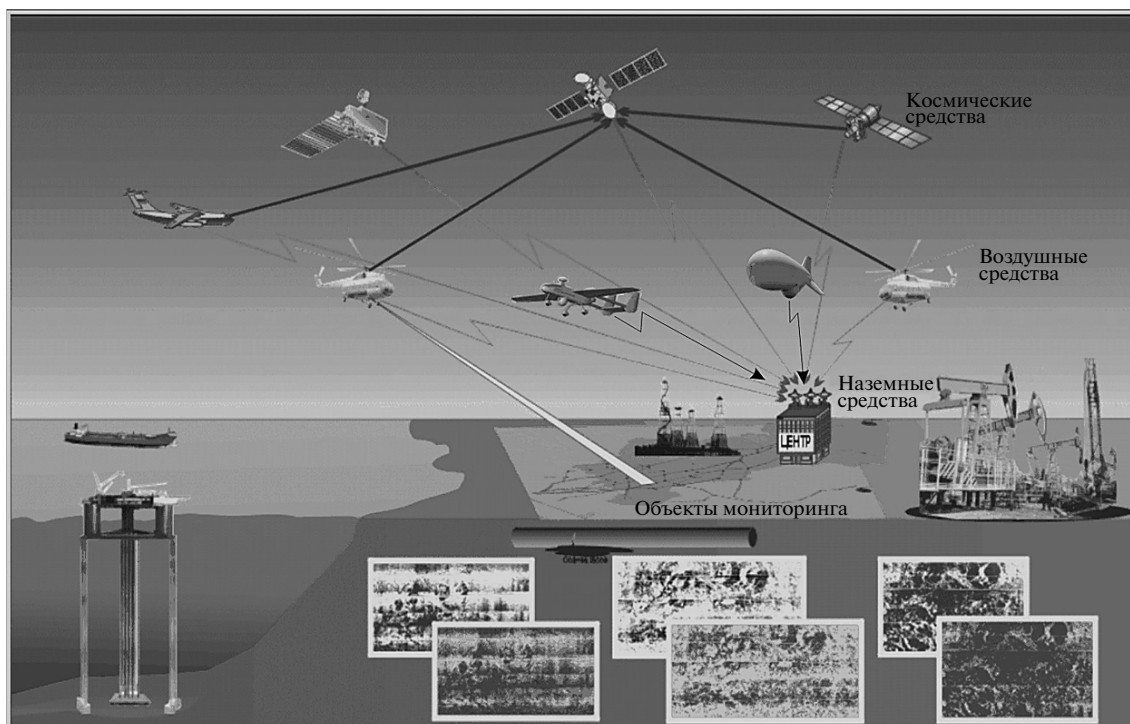 Космические
средства
Воздушные
средства
Наземные
средства
ЦЕНТР
Объекты мониторинга